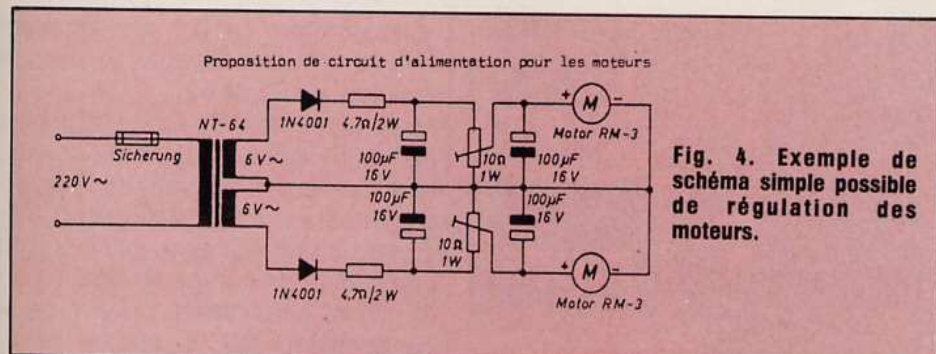 Proposition de circuit d'alimentation pour les moteurs
NT-64
1N4001
4.7Ω/2W
+
M
-
Motor RM-3
Sicherung
220V~
6V~
6V~
100µF
16V
10Ω
1W
100µF
16V
100µF
16V
10Ω
1W
100µF
16V
+
M
-
Motor RM-3
1N4001
4,7Ω/2W
Fig. 4. Exemple de
schéma simple possible
de régulation des
moteurs.